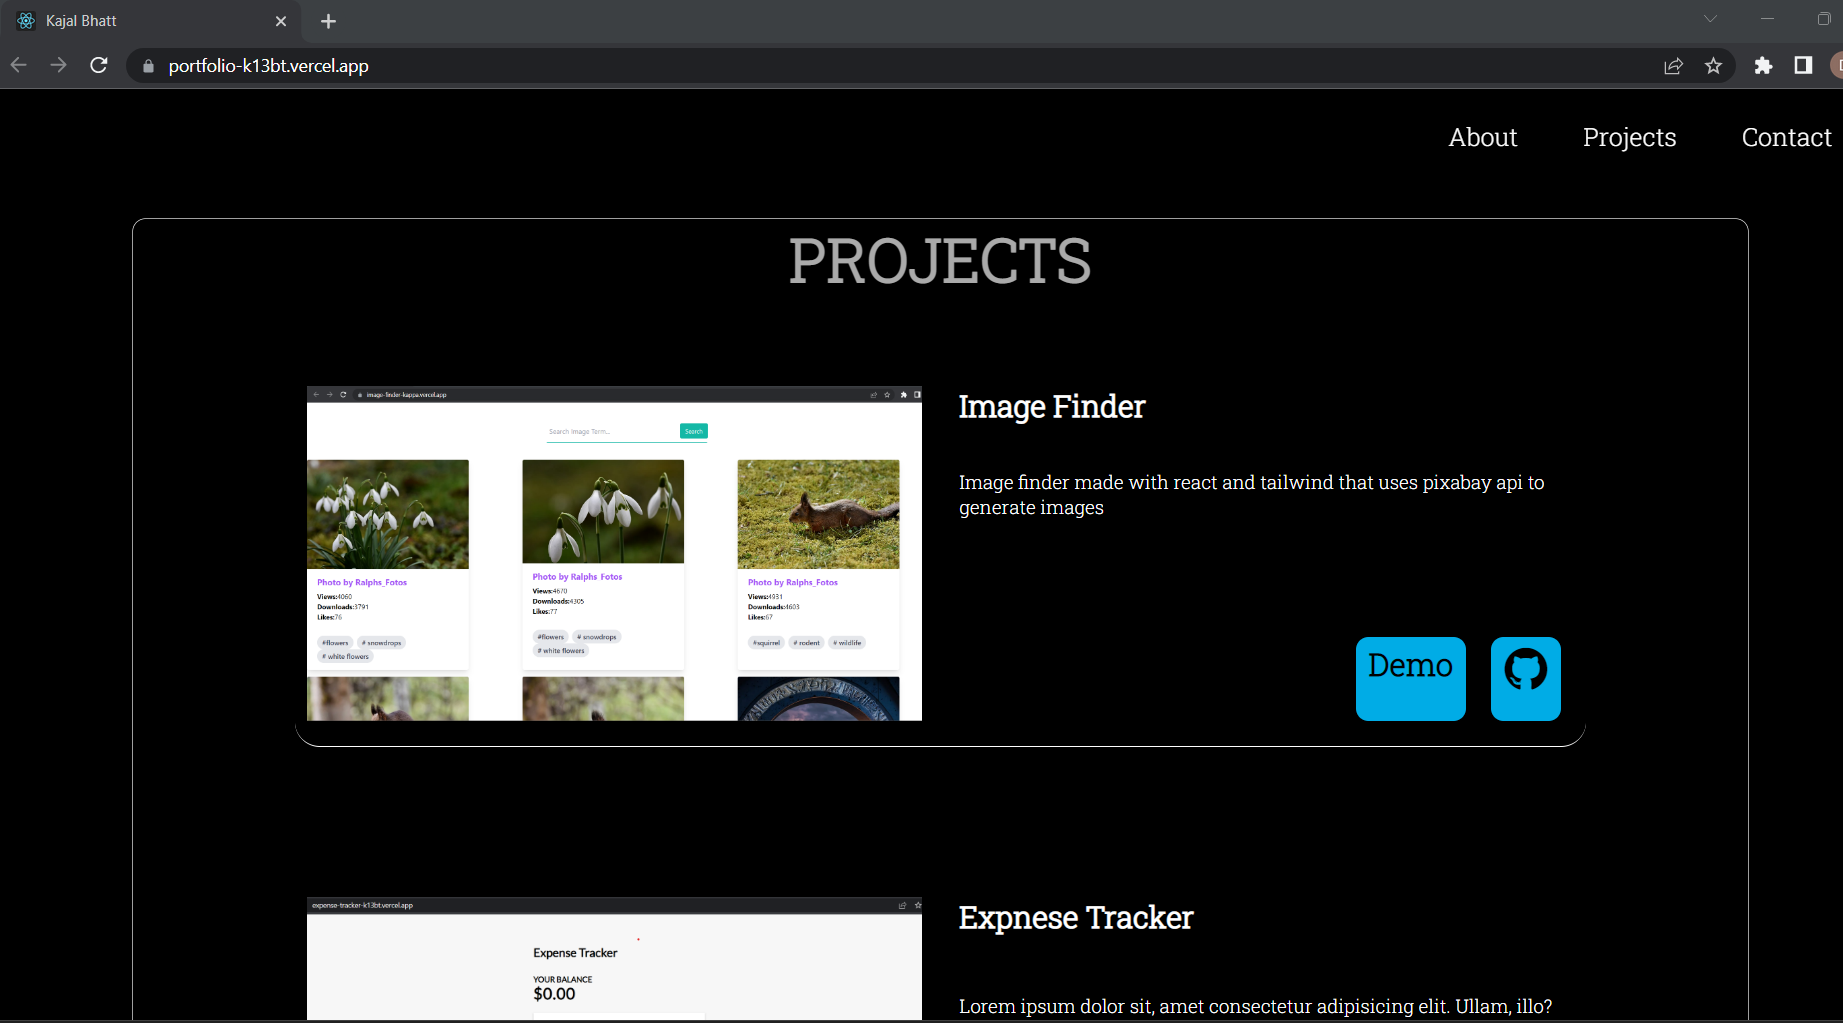 Kajal Bhatt
portfolio-k13bt.vercel.app
About Projects Contact
PROJECTS
image-finder-kappa.vercel.app
Search Image Term...
Search
Photo by Ralphs_Fotos
Views:4060
Downloads:3791
Likes:76
#flowers # snowdrops
# white flowers
Photo by Ralphs_Fotos
Views:4670
Downloads:4305
Likes:77
#flowers # snowdrops
# white flowers
Photo by Ralphs_Fotos
Views:4931
Downloads:4603
Likes:67
#squirrel # rodent # wildlife
Image Finder
Image finder made with react and tailwind that uses pixabay api to
generate images
Demo
expense-tracker-k13bt.vercel.app
Expense Tracker
YOUR BALANCE
$0.00
Expnese Tracker
Lorem ipsum dolor sit, amet consectetur adipisicing elit. Ullam, illo?